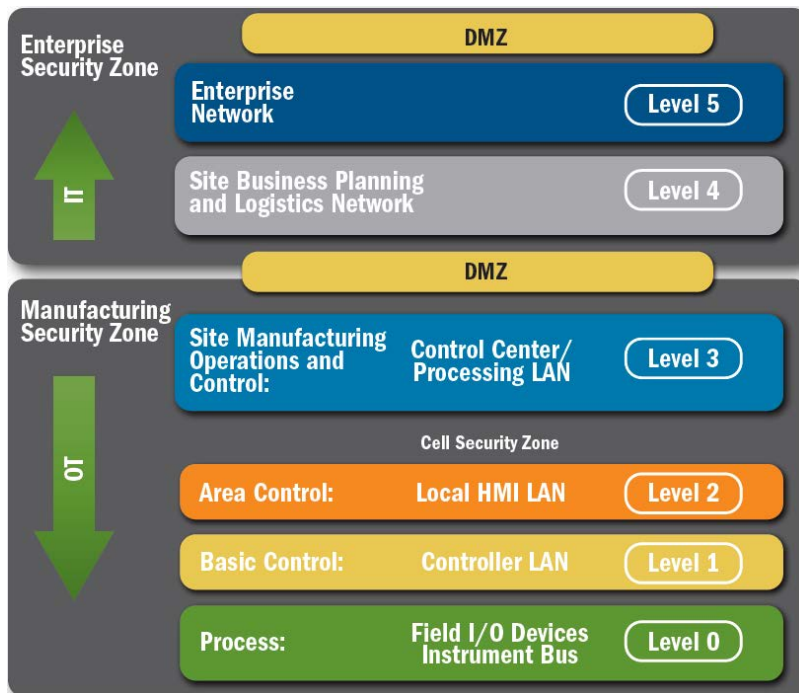 DMZ
Enterprise
Security Zone
Enterprise
Network
Level 5
IT
Site Business Planning
and Logistics Network
Level 4
DMZ
Manufacturing
Security Zone
Site Manufacturing
Operations and
Control:
Control Center/
Processing LAN
Level 3
OT
Cell Security Zone
Area Control:
Local HMI LAN
Level 2
Basic Control:
Controller LAN
Level 1
Process:
Field I/O Devices
Instrument Bus
Level 0